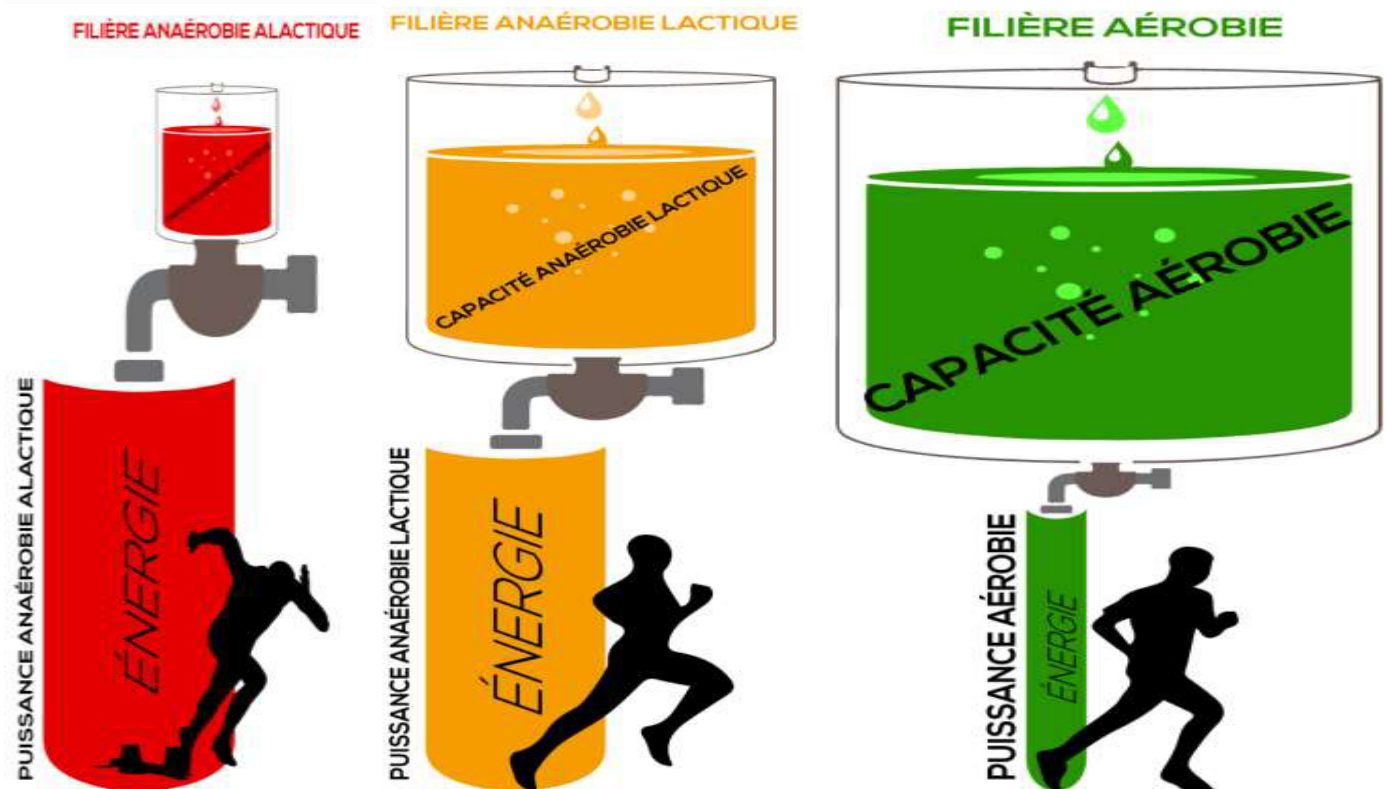 FILIÈRE ANAÉROBIE ALACTIQUE
PUISSANCE ANAÉROBIE ALACTIQUE
ÉNERGIE
FILIÈRE ANAÉROBIE LACTIQUE
CAPACITÉ ANAÉROBIE LACTIQUE
PUISSANCE ANAÉROBIE LACTIQUE
ÉNERGIE
FILIÈRE AÉROBIE
CAPACITÉ AÉROBIE
PUISSANCE AÉROBIE
ÉNERGIE